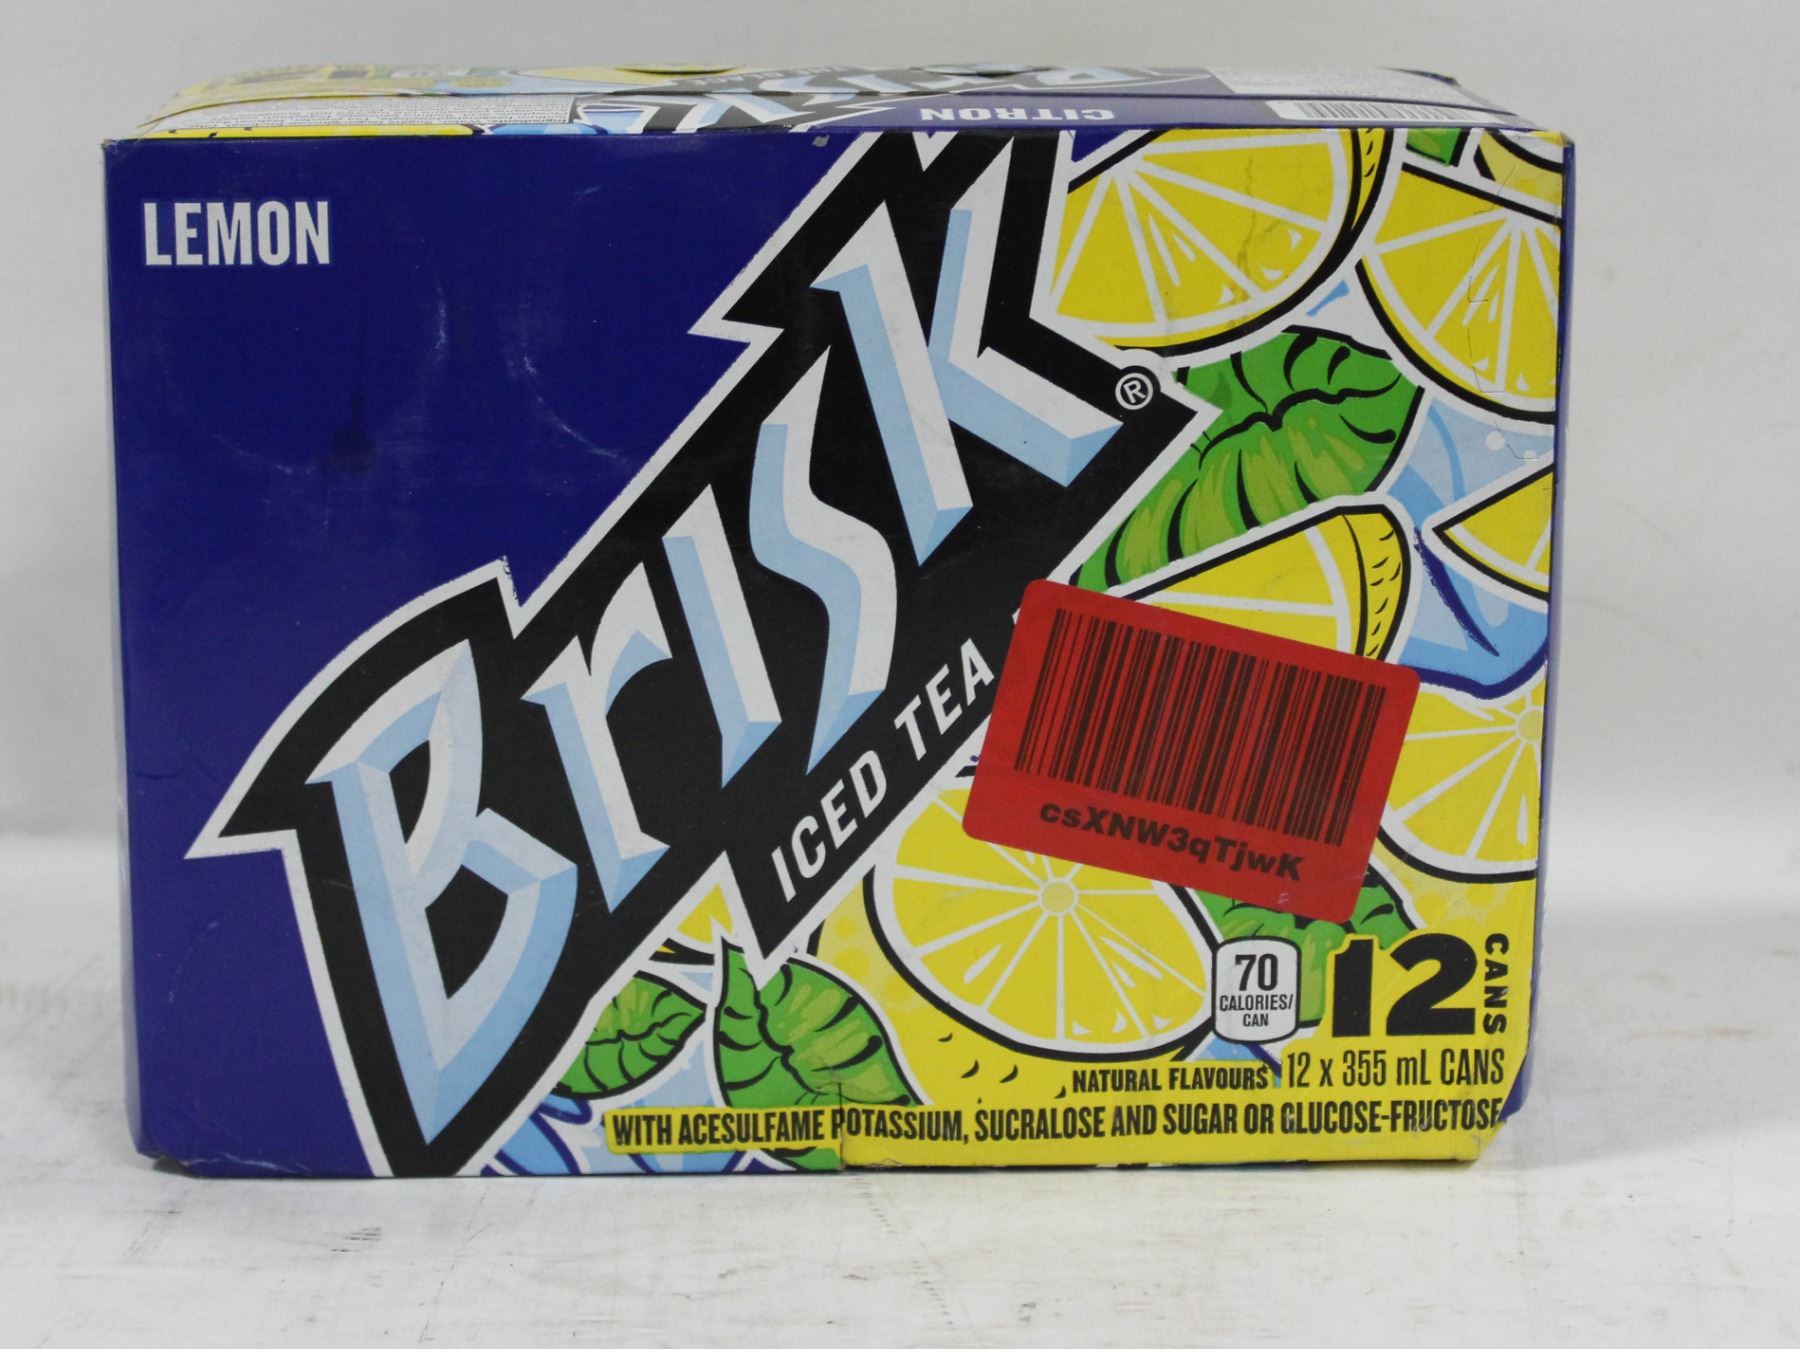 CITRON
LEMON
Brisk®
ICED TEA
csXNW3qTjwK
70
CALORIES/
CAN
12
CANS
NATURAL FLAVOURS
12 x 355 mL CANS
WITH ACESULFAME POTASSIUM, SUCRALOSE AND SUGAR OR GLUCOSE-FRUCTOSE